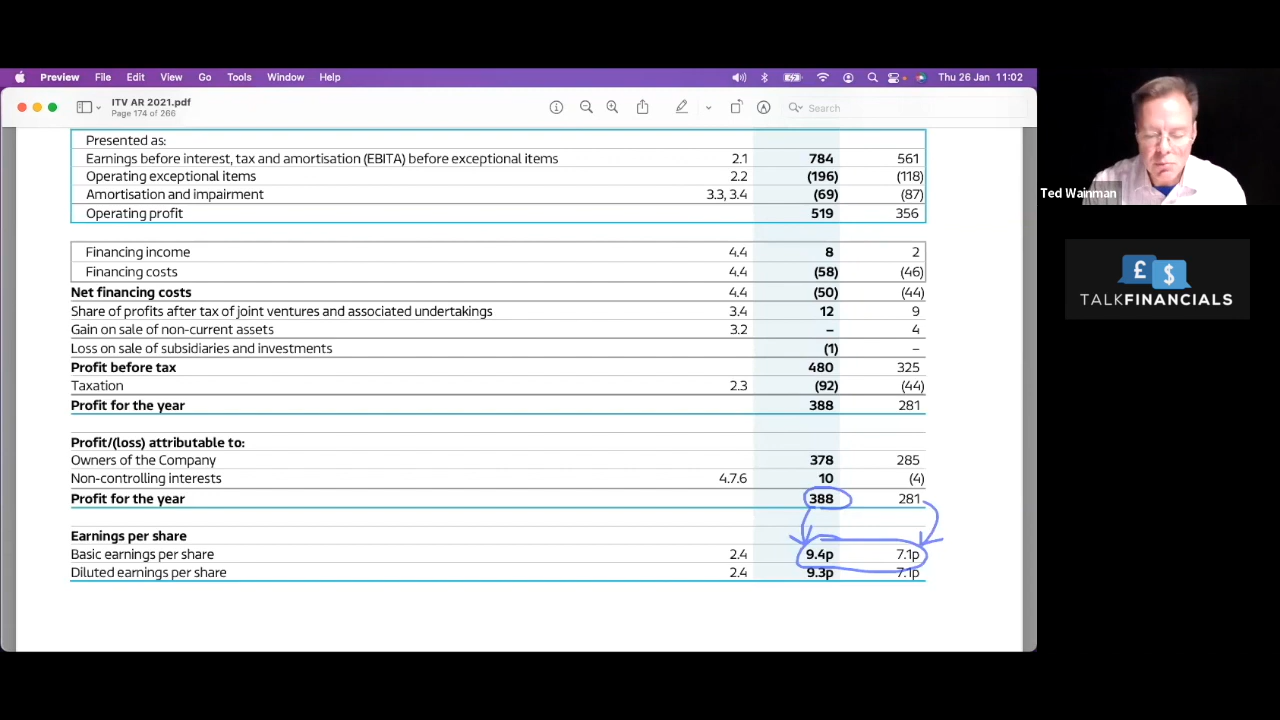 Preview File Edit View Go Tools Window Help Thu 26 Jan 11:02
ITV AR 2021.pdf
Page 174 of 266
Search
Presented as:
Earnings before interest, tax and amortisation (EBITA) before exceptional items 2.1 784 561
Operating exceptional items 2.2 (196) (118)
Amortisation and impairment 3.3, 3.4 (69) (87)
Operating profit 519 356
Financing income 4.4 8 2
Financing costs 4.4 (58) (46)
Net financing costs 4.4 (50) (44)
Share of profits after tax of joint ventures and associated undertakings 3.4 12 9
Gain on sale of non-current assets 3.2 – 4
Loss on sale of subsidiaries and investments (1) –
Profit before tax 480 325
Taxation 2.3 (92) (44)
Profit for the year 388 281
Profit/(loss) attributable to:
Owners of the Company 378 285
Non-controlling interests 4.7.6 10 (4)
Profit for the year 388 281
Earnings per share
Basic earnings per share 2.4 9.4p 7.1p
Diluted earnings per share 2.4 9.3p 7.1p
Ted Wainman
£ $
TALKFINANCIALS